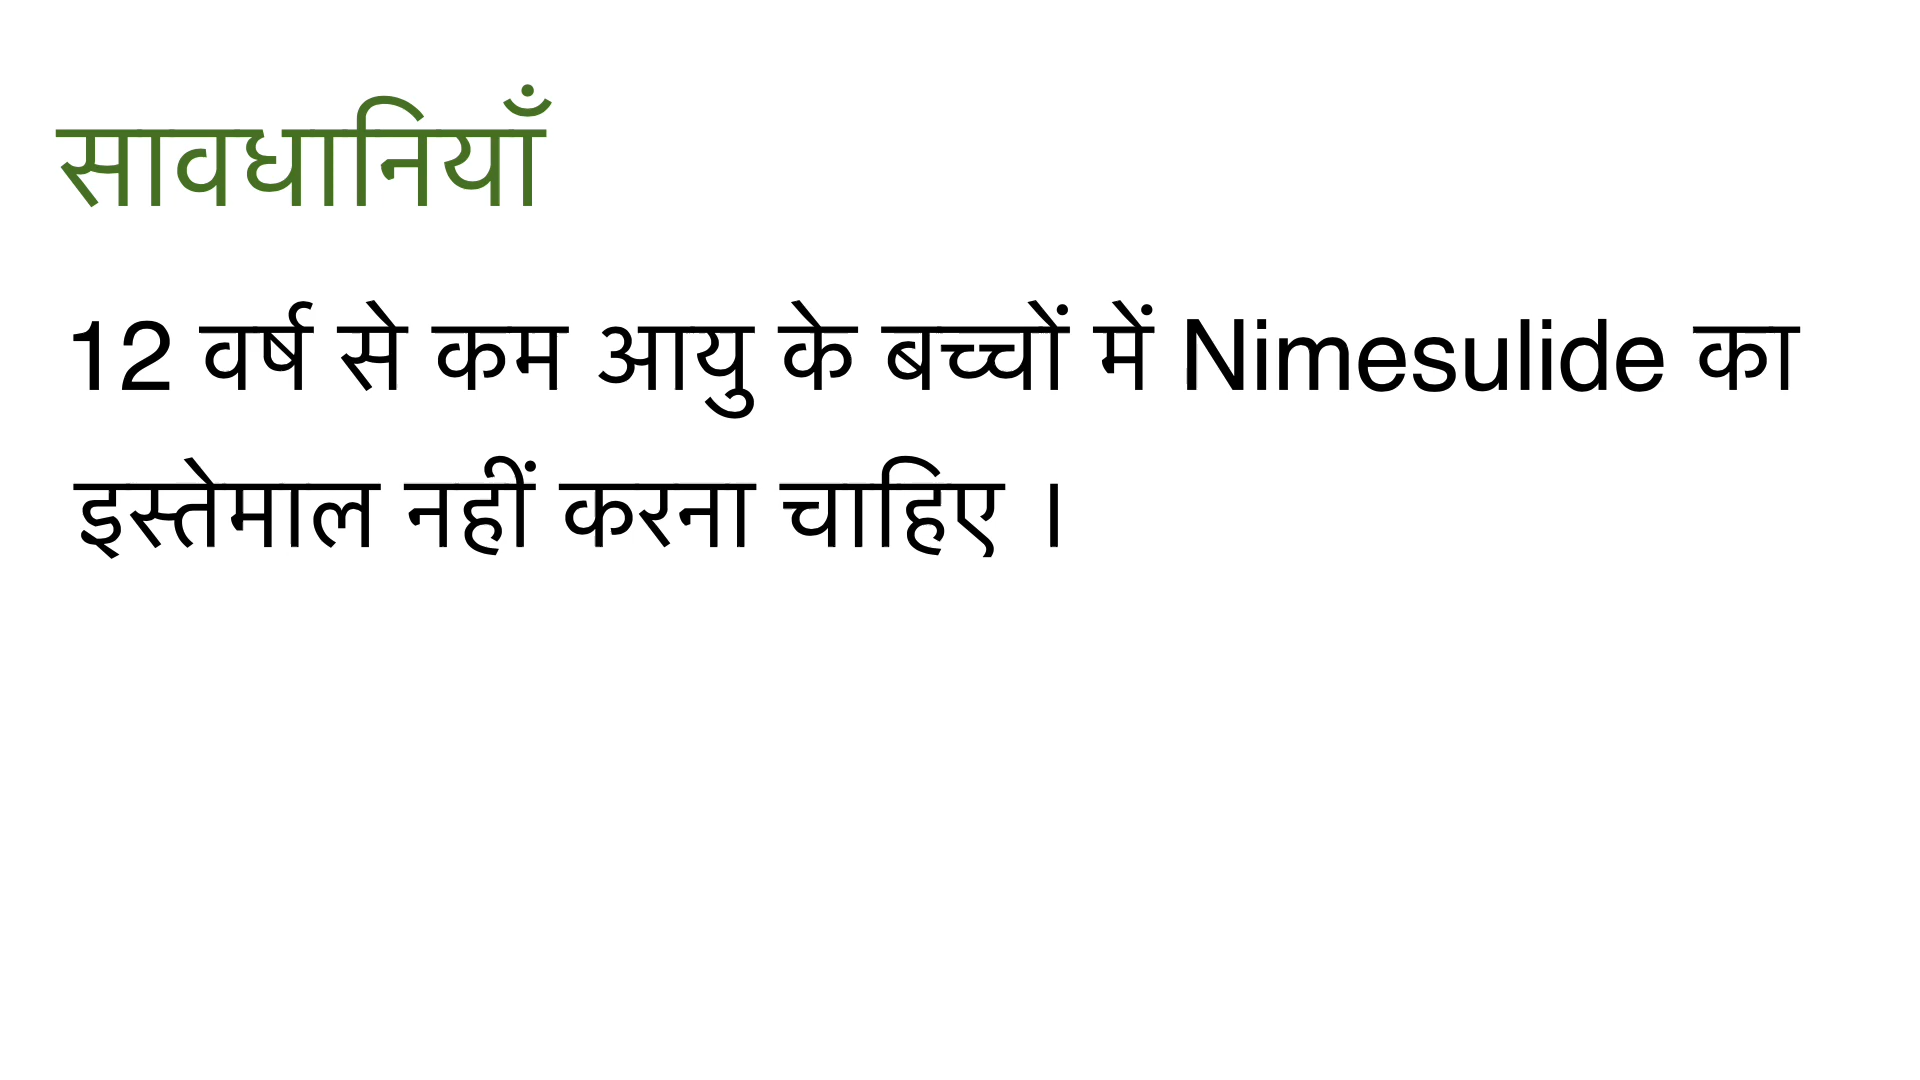 सावधानियाँ
12 वर्ष से कम आयु के बच्चों में Nimesulide का
इस्तेमाल नहीं करना चाहिए ।